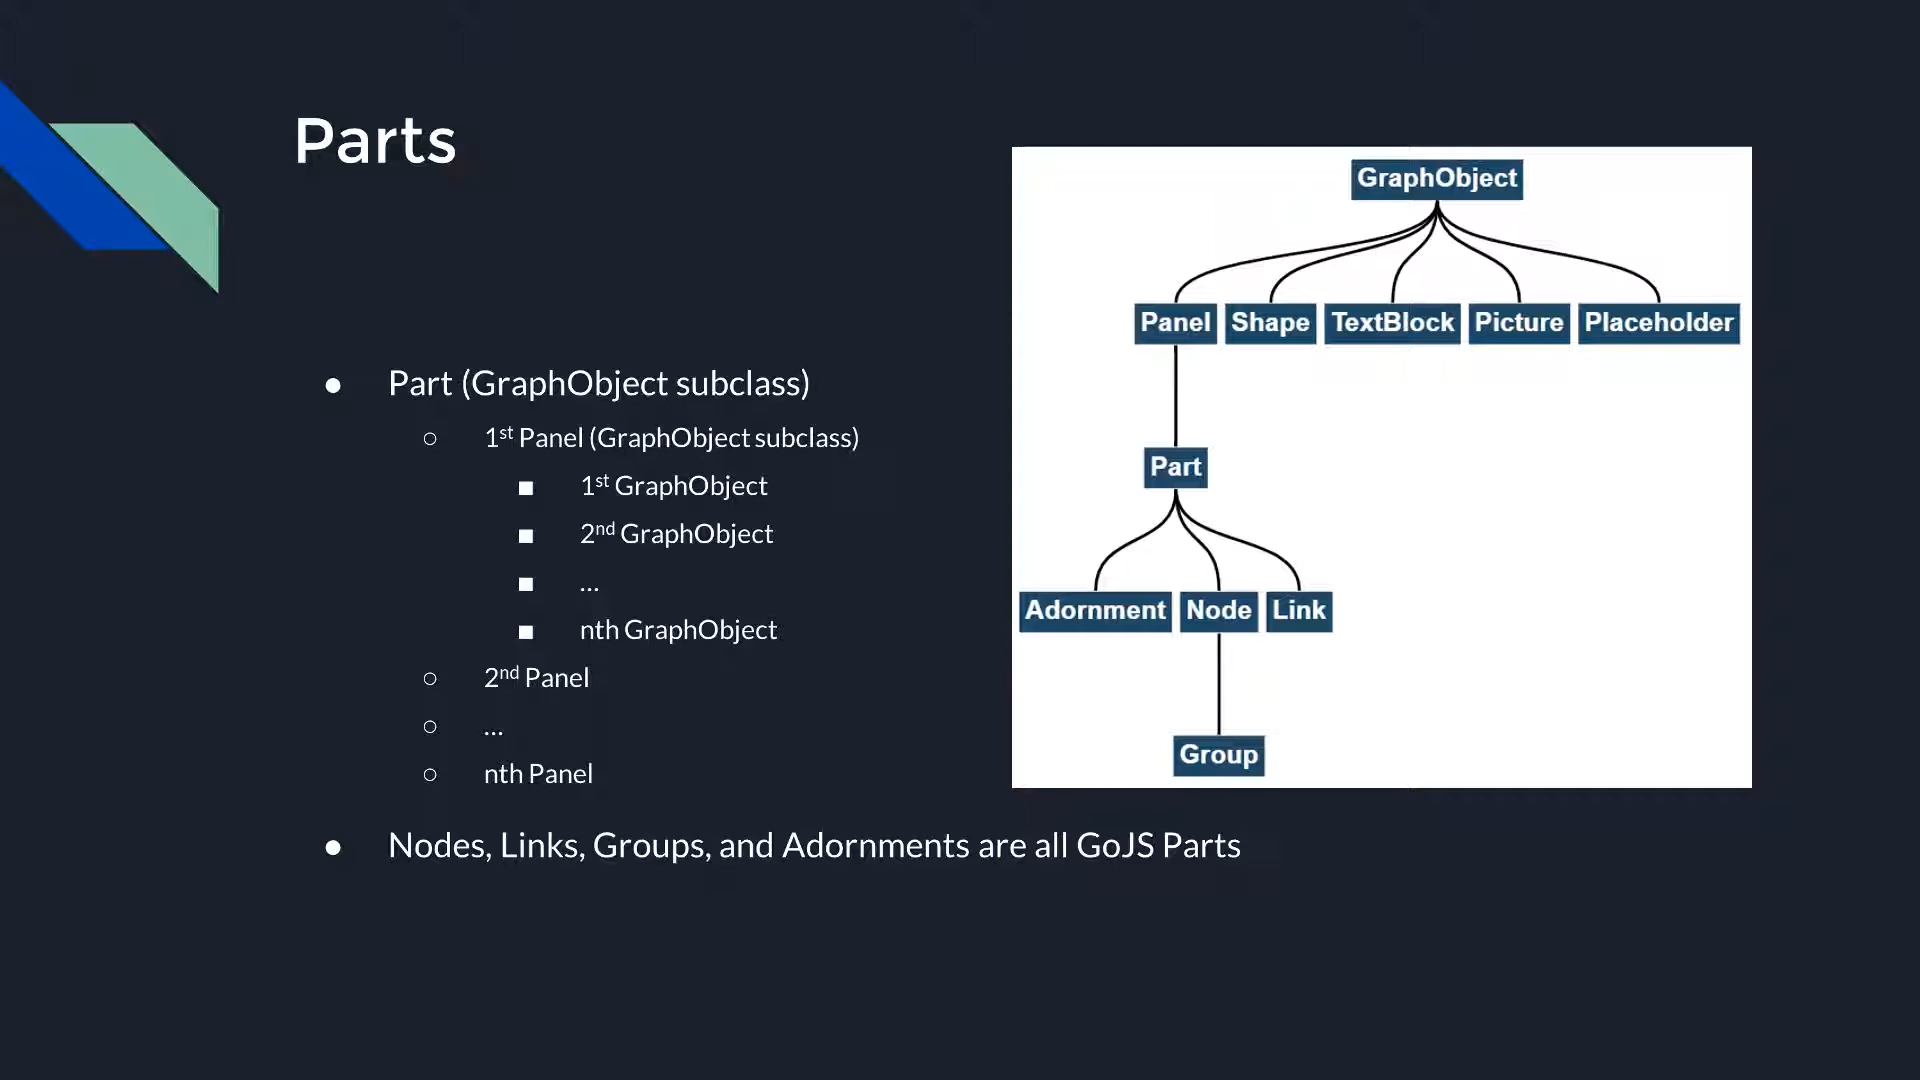 Parts
● Part (GraphObject subclass)
○ 1st Panel (GraphObject subclass)
■ 1st GraphObject
■ 2nd GraphObject
■ ...
■ nth GraphObject
○ 2nd Panel
○ ...
○ nth Panel
● Nodes, Links, Groups, and Adornments are all GoJS Parts
GraphObject
Panel Shape TextBlock Picture Placeholder
Part
Adornment Node Link
Group